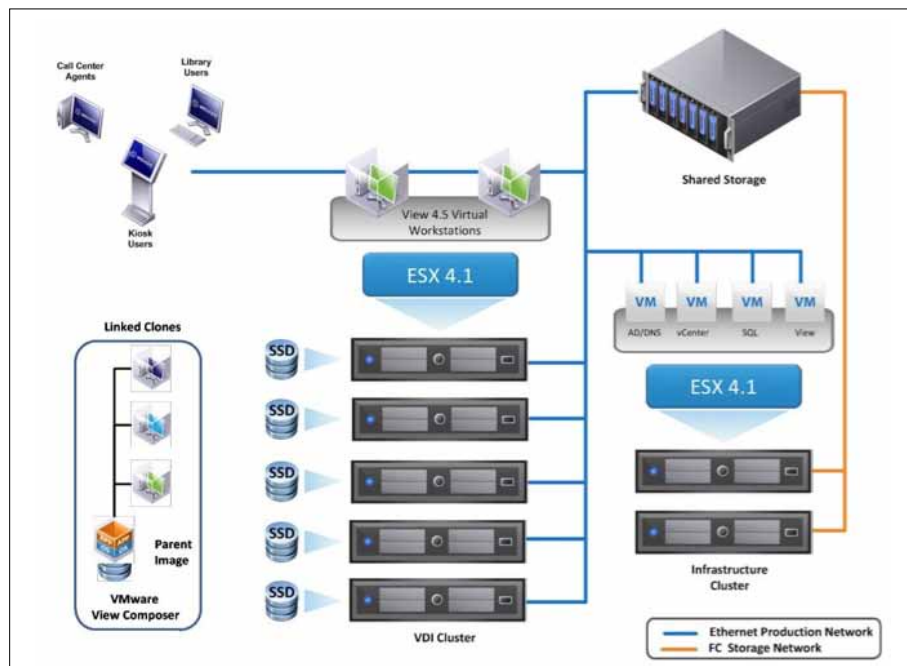 Call Center
Agents
Library
Users
Kiosk
Users
View 4.5 Virtual
Workstations
ESX 4.1
Shared Storage
VM
VM
VM
VM
AD/DNS
vCenter
SQL
View
ESX 4.1
Infrastructure
Cluster
Linked Clones
Parent
Image
VMware
View Composer
SSD
SSD
SSD
SSD
SSD
VDI Cluster
Ethernet Production Network
FC Storage Network